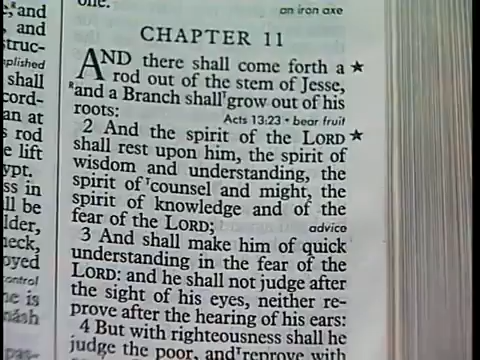 one.
an iron axe
CHAPTER 11
AND there shall come forth a ★
rod out of the stem of Jesse,
and a Branch shall grow out of his
roots:
Acts 13:23 • bear fruit
2 And the spirit of the LORD ★
shall rest upon him, the spirit of
wisdom and understanding, the
spirit of counsel and might, the
spirit of knowledge and of the
fear of the LORD;
advice
3 And shall make him of quick
understanding in the fear of the
LORD: and he shall not judge after
the sight of his eyes, neither re-
prove after the hearing of his ears:
4 But with righteousness shall he
judge the poor, and reprove with
and
, and
struc-
plished
shall
cord-
an at
s rod
e lift
ypt.
ss in
ll be
lder,
neck,
oyed
control
he is
mash